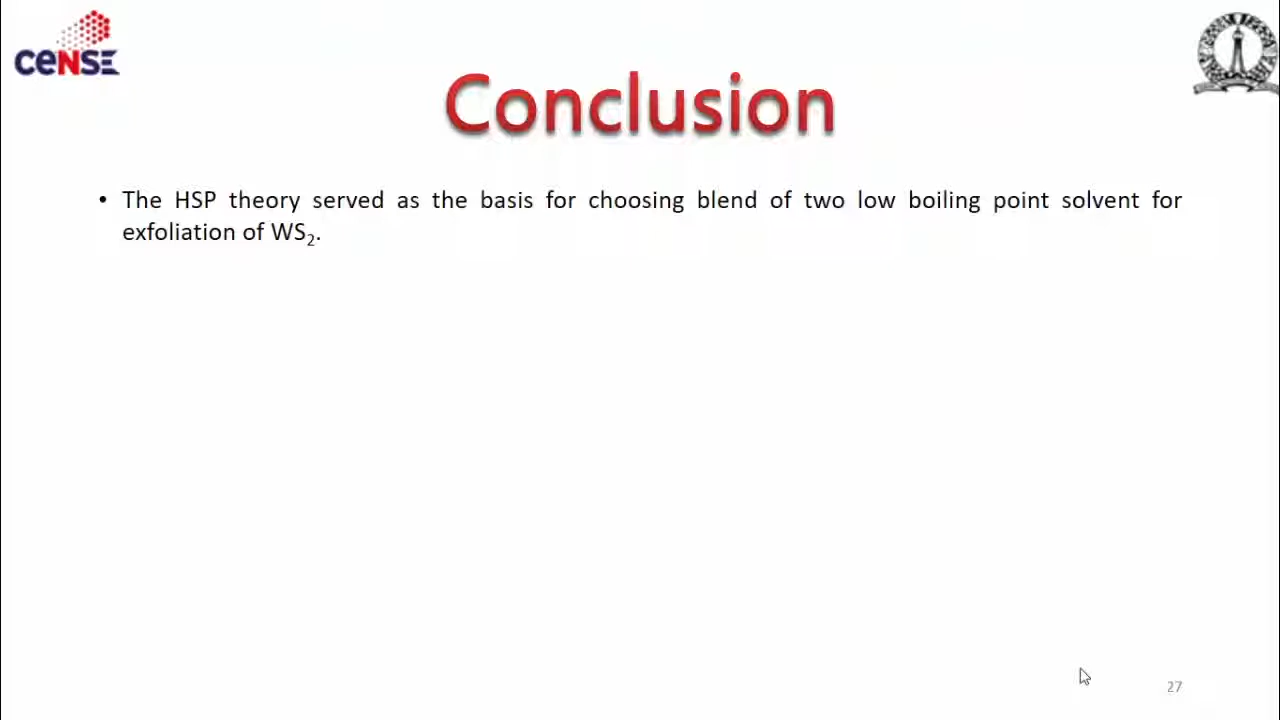 CeNSE
Conclusion
• The HSP theory served as the basis for choosing blend of two low boiling point solvent for
exfoliation of WS₂.
27